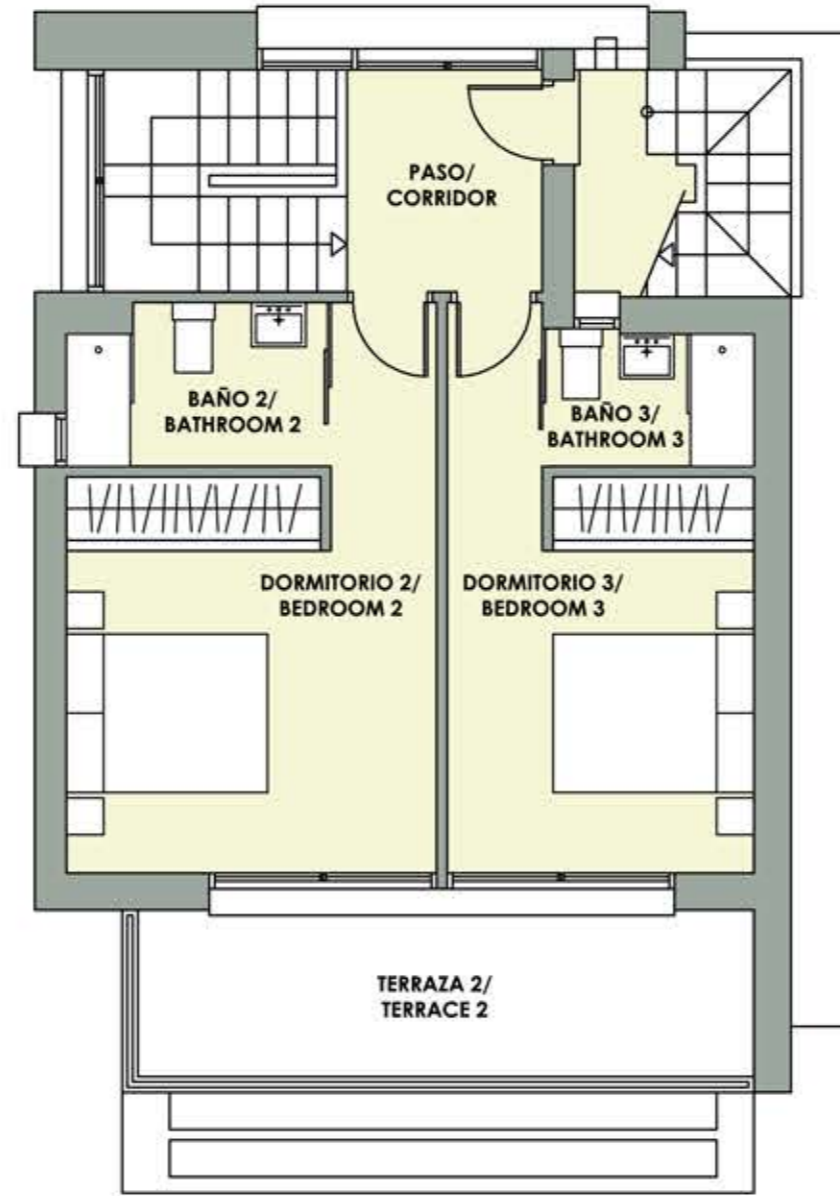 PASO/
CORRIDOR
BAÑO 2/
BATHROOM 2
BAÑO 3/
BATHROOM 3
DORMITORIO 2/
BEDROOM 2
DORMITORIO 3/
BEDROOM 3
TERRAZA 2/
TERRACE 2